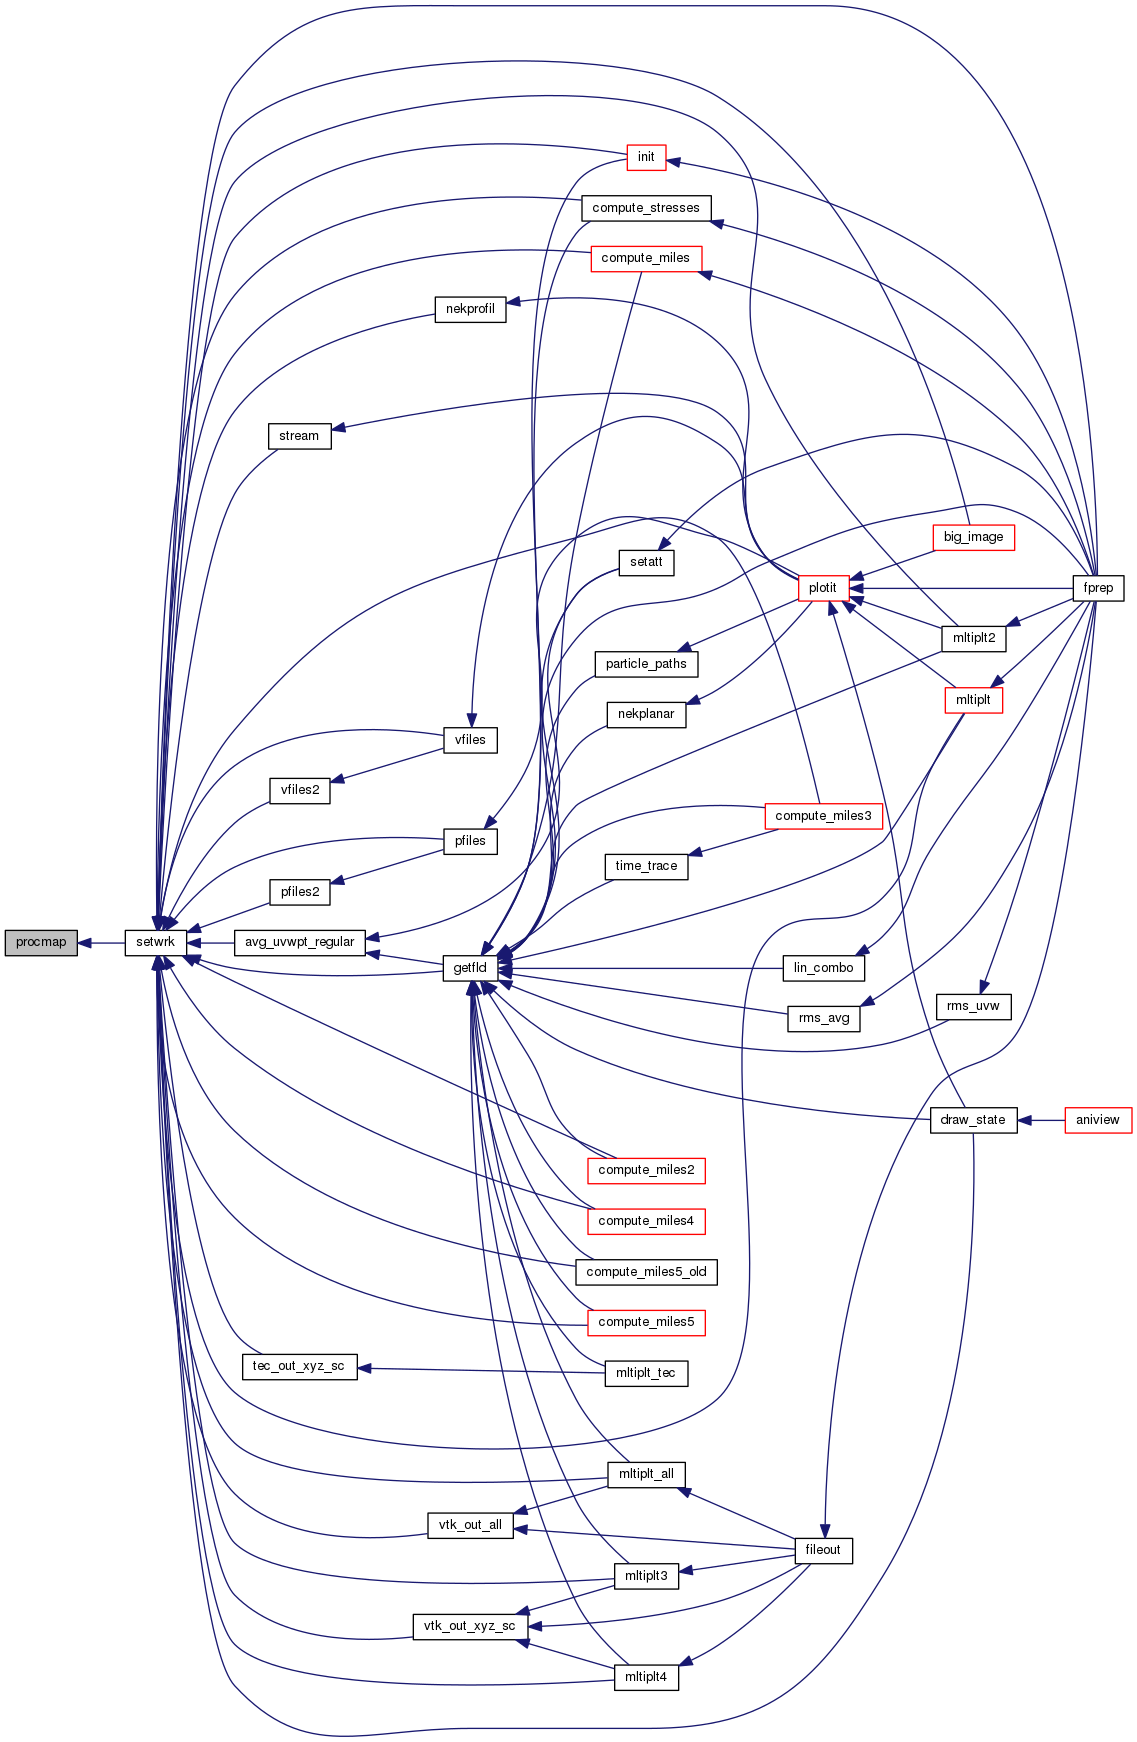 init
compute_stresses
compute_miles
nekprofil
stream
big_image
setatt
plotit
fprep
mltiplt2
particle_paths
mltiplt
nekplanar
vfiles
vfiles2
compute_miles3
pfiles
time_trace
pfiles2
procmap
setwrk
avg_uvwpt_regular
getfld
lin_combo
rms_uvw
rms_avg
draw_state
aniview
compute_miles2
compute_miles4
compute_miles5_old
compute_miles5
tec_out_xyz_sc
mltiplt_tec
mltiplt_all
vtk_out_all
fileout
mltiplt3
vtk_out_xyz_sc
mltiplt4